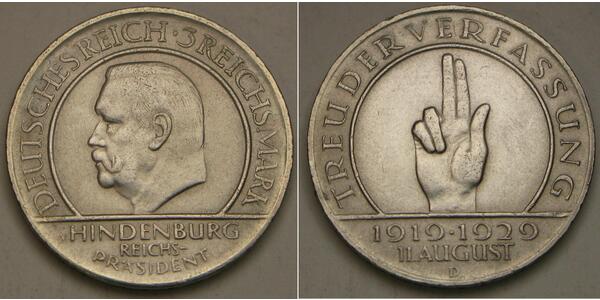 DEUTSCHES REICH · 3 REICHSMARK
HINDENBURG
REICHS-
PRÄSIDENT
TREU DER VERFASSUNG
1919·1929
11 AUGUST
D